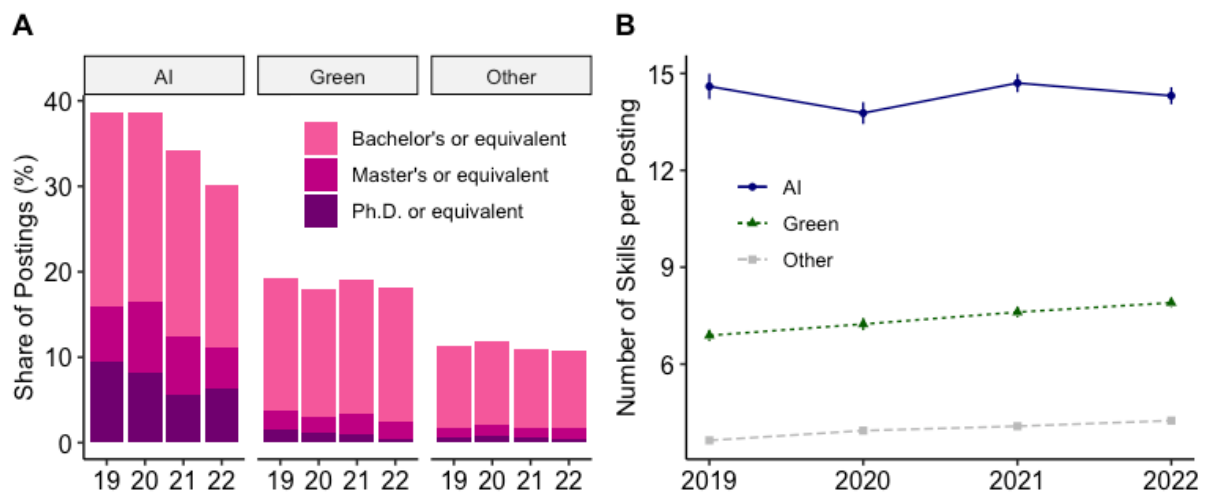 A
AI
Green
Other
Share of Postings (%)
40
30
20
10
0
Bachelor's or equivalent
Master's or equivalent
Ph.D. or equivalent
19 20 21 22
19 20 21 22
19 20 21 22
B
Number of Skills per Posting
15
12
9
6
AI
Green
Other
2019
2020
2021
2022